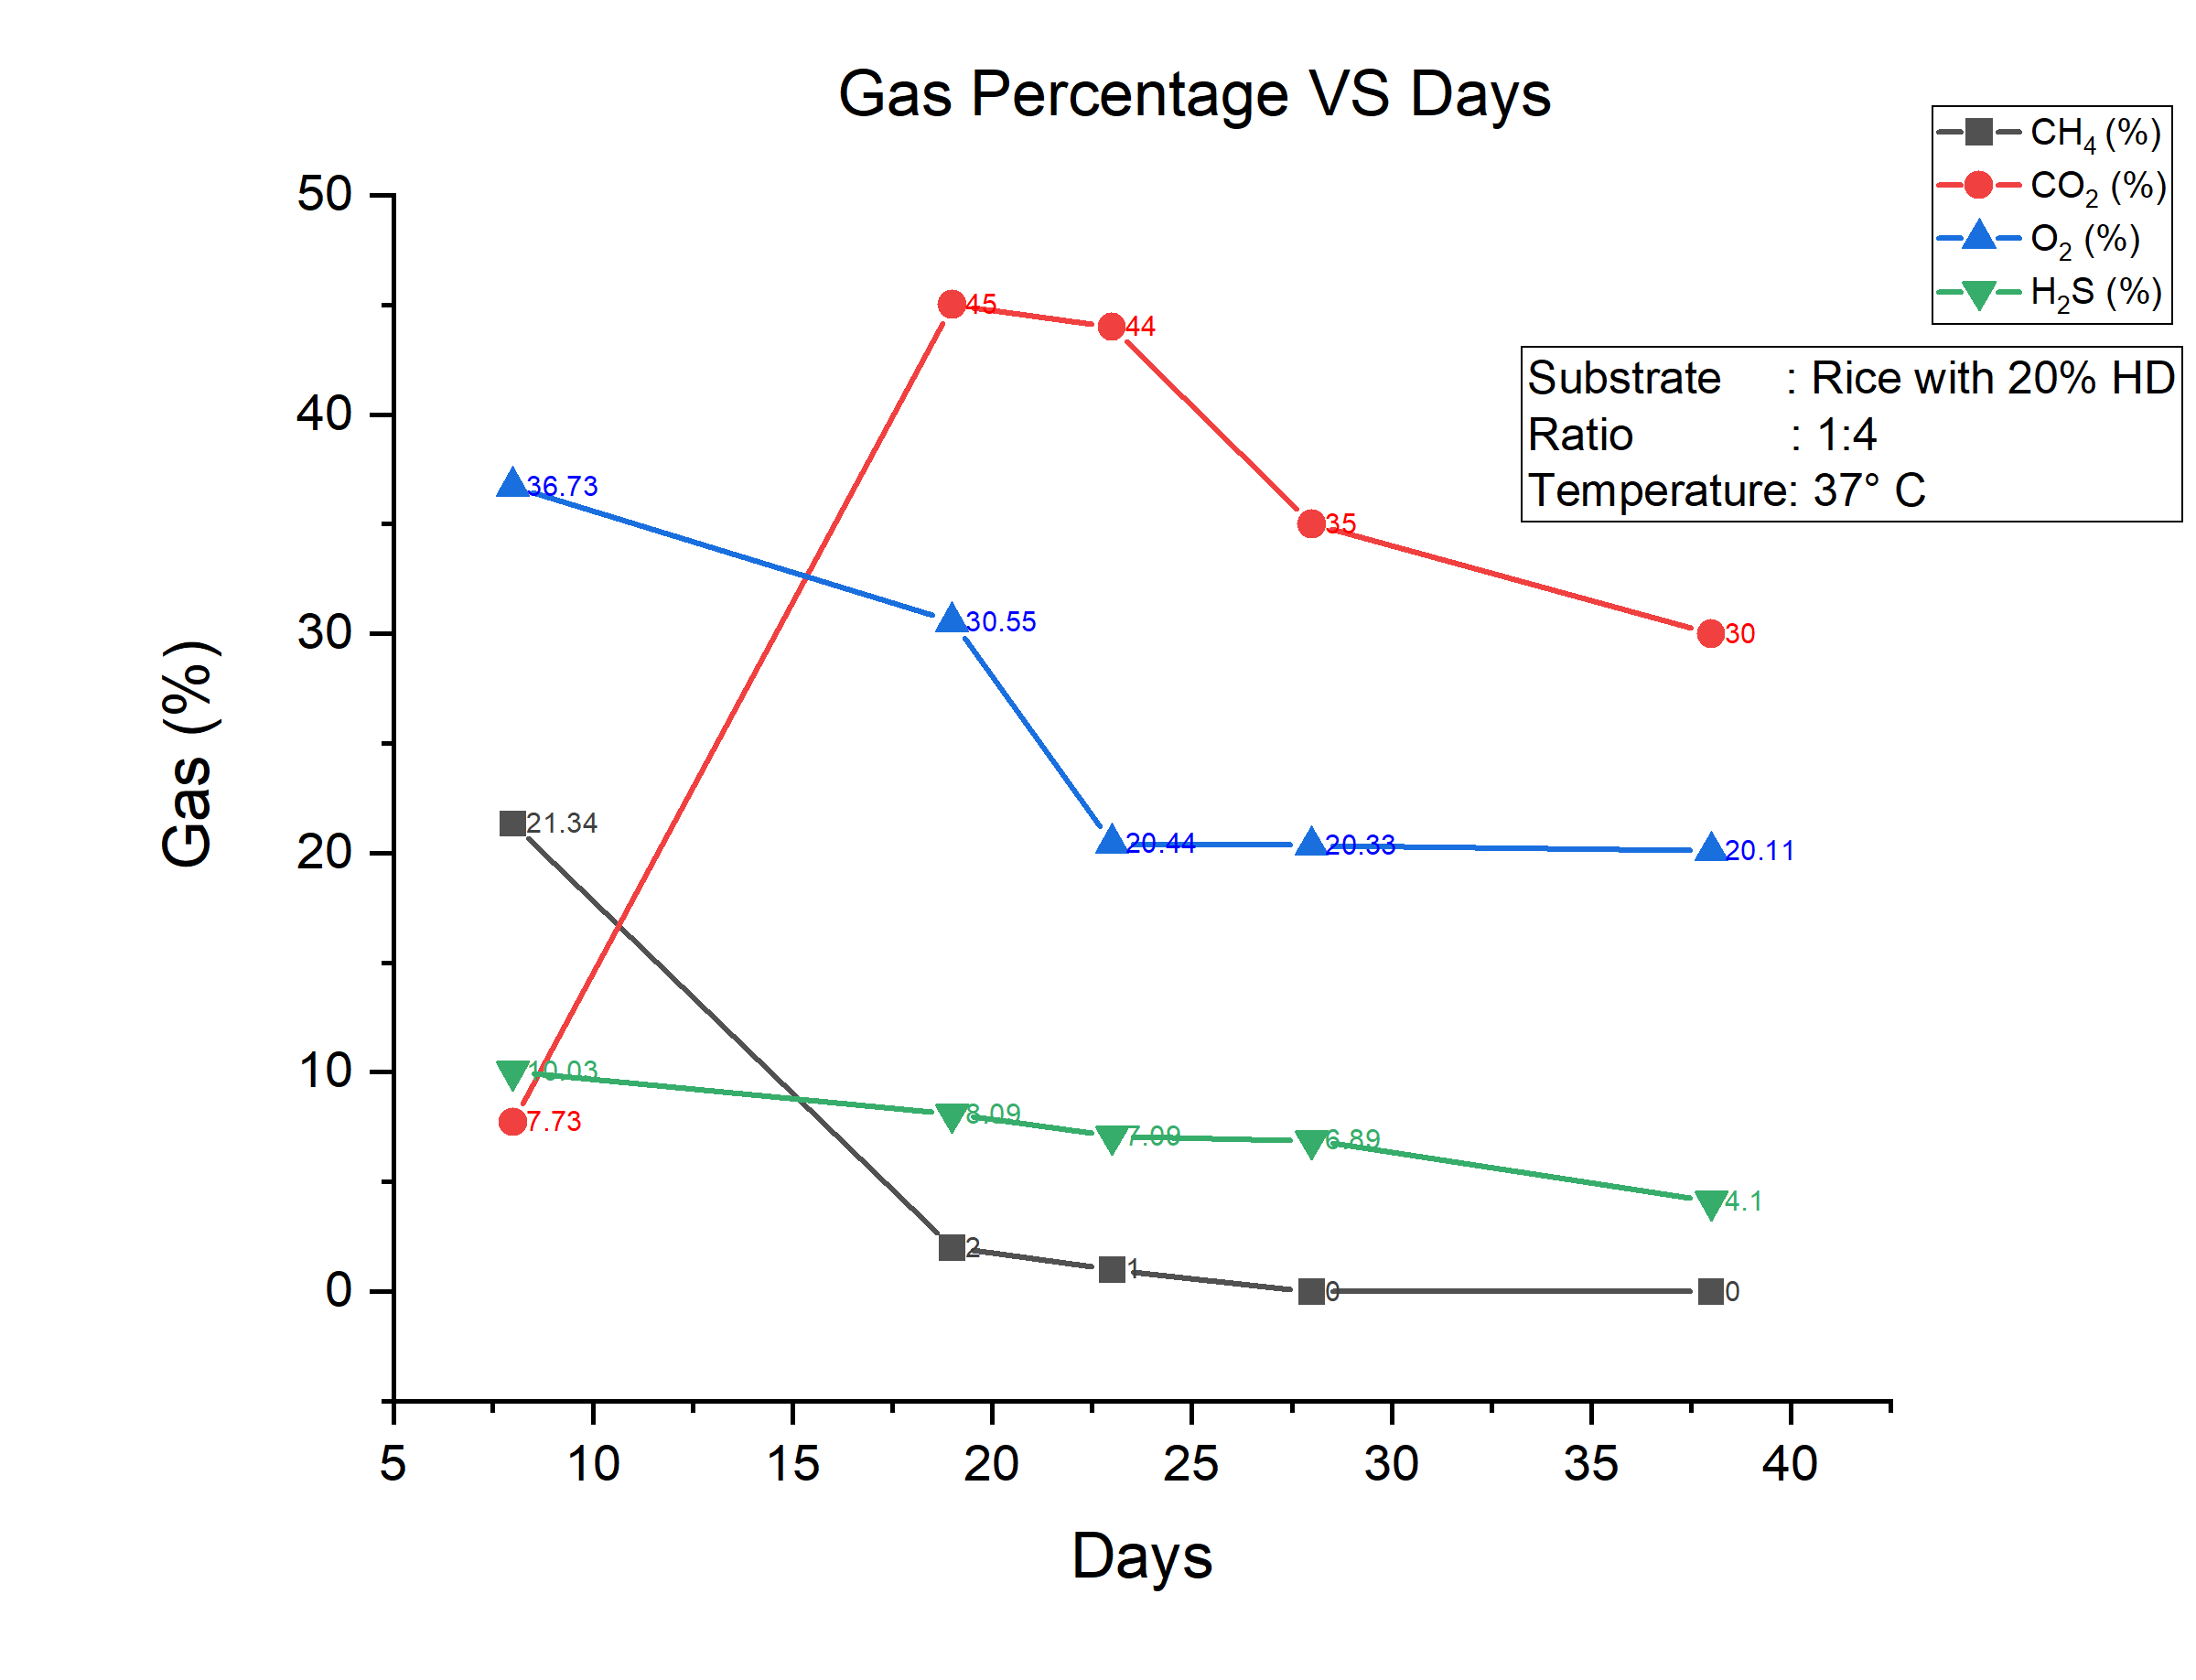 Gas Percentage VS Days
CH₄ (%)
CO₂ (%)
O₂ (%)
H₂S (%)
Substrate : Rice with 20% HD
Ratio : 1:4
Temperature: 37° C
Gas (%)
50
40
30
20
10
0
45
44
35
30
36.73
30.55
20.44
20.33
20.11
21.34
2
1
0
0
10.03
8.09
7.09
6.89
4.1
7.73
5 10 15 20 25 30 35 40
Days